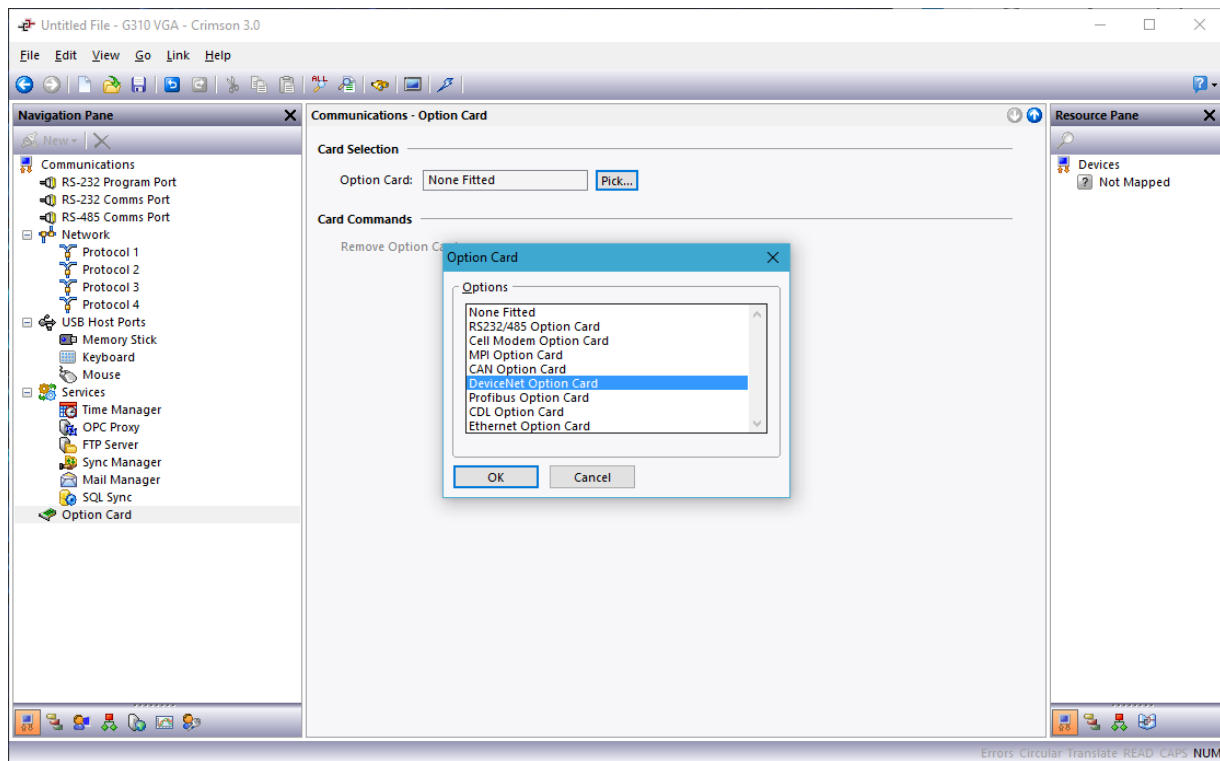 Untitled File - G310 VGA - Crimson 3.0
File Edit View Go Link Help
ALL
Navigation Pane
New
Communications
RS-232 Program Port
RS-232 Comms Port
RS-485 Comms Port
Network
Protocol 1
Protocol 2
Protocol 3
Protocol 4
USB Host Ports
Memory Stick
Keyboard
Mouse
Services
Time Manager
OPC Proxy
FTP Server
Sync Manager
Mail Manager
SQL Sync
Option Card
Communications - Option Card
Card Selection
Option Card: None Fitted Pick...
Card Commands
Remove Option
Option Card
Options
None Fitted
RS232/485 Option Card
Cell Modem Option Card
MPI Option Card
CAN Option Card
DeviceNet Option Card
Profibus Option Card
CDL Option Card
Ethernet Option Card
OK Cancel
Resource Pane
Devices
Not Mapped
Errors Circular Translate READ CAPS NUM